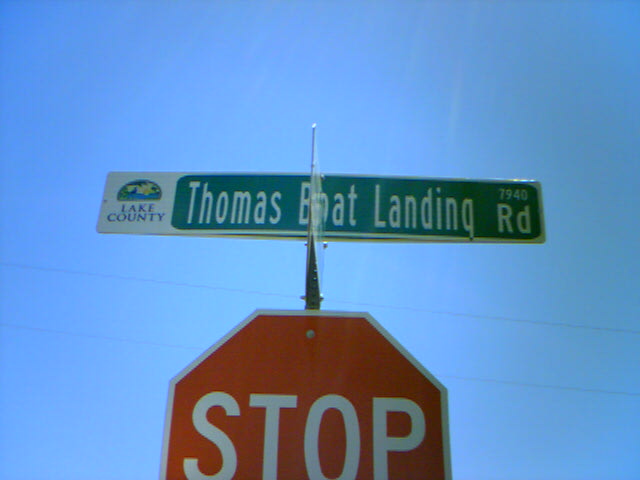 LAKE
COUNTY
Thomas Boat Landing Rd
7940
STOP